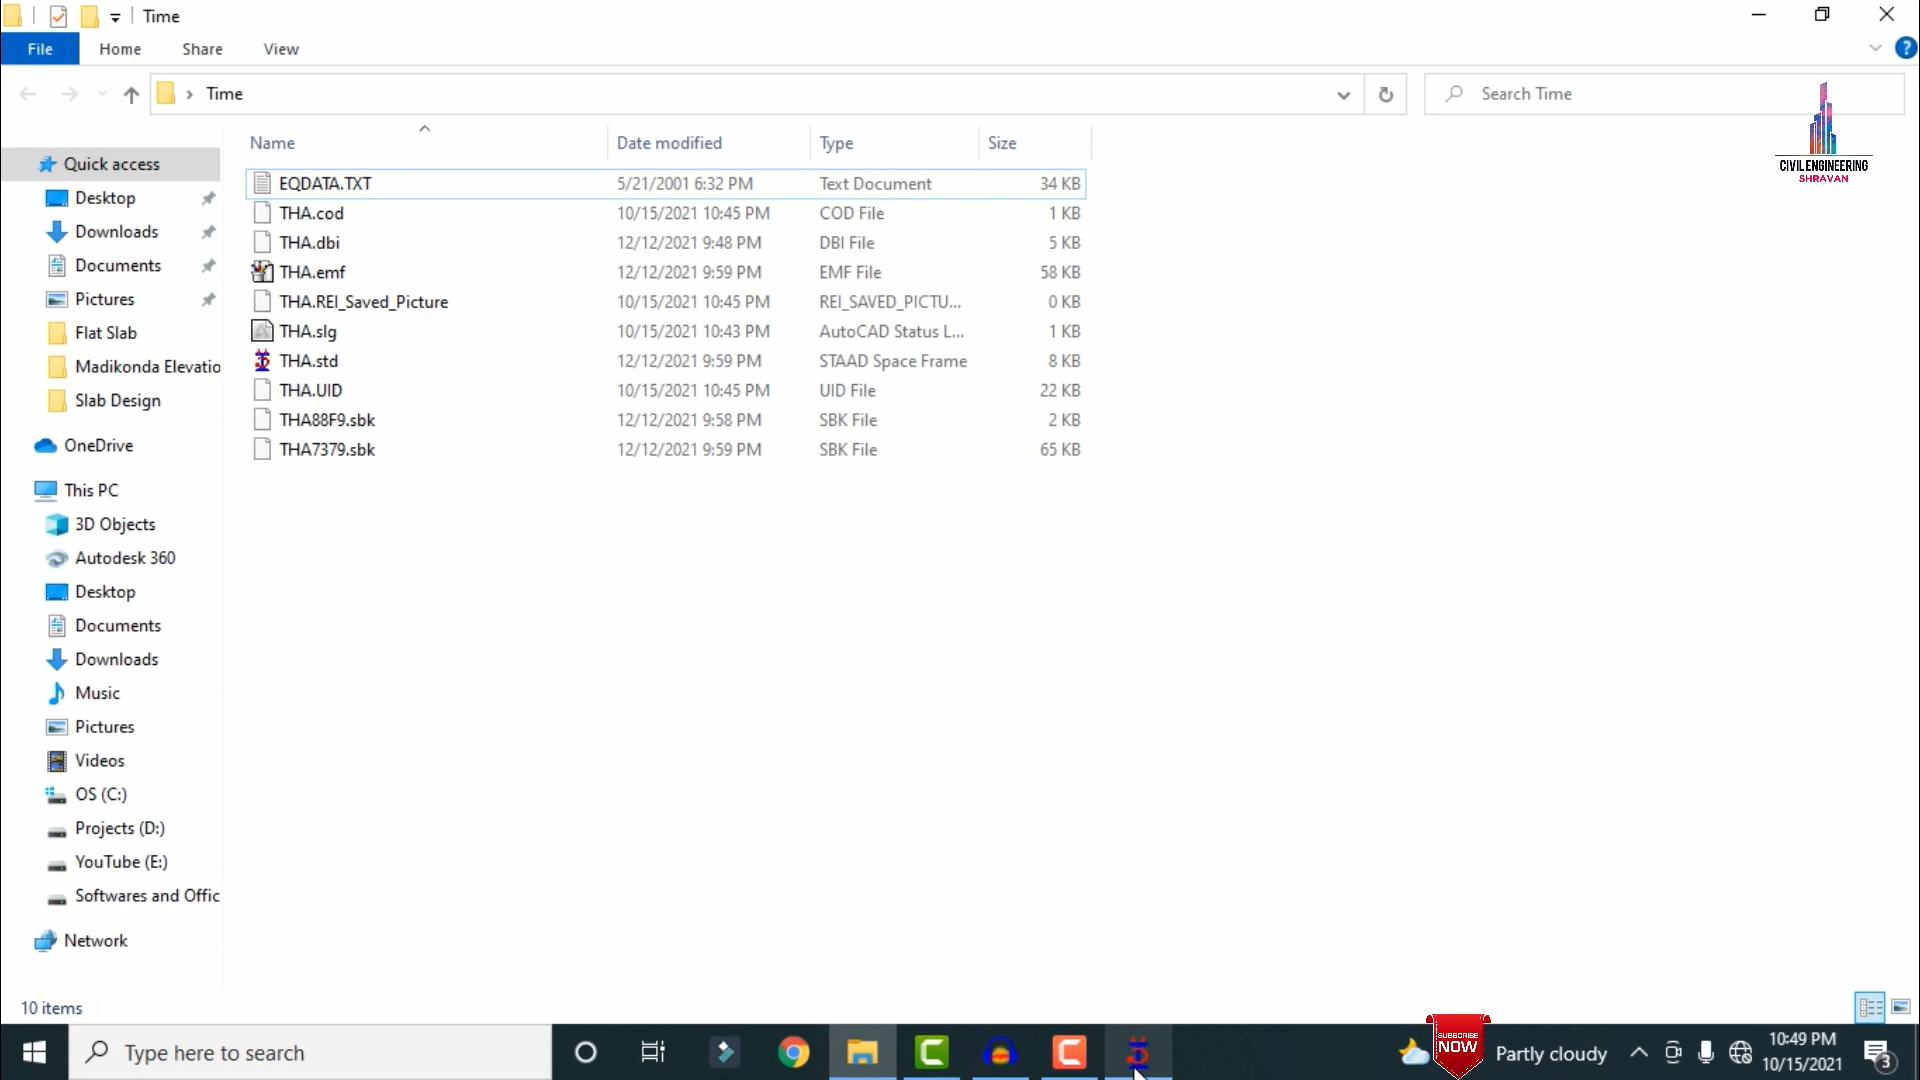 Time
File Home Share View
Time
Search Time
CIVIL ENGINEERING
SHRAVAN
Name Date modified Type Size
EQDATA.TXT 5/21/2001 6:32 PM Text Document 34 KB
THA.cod 10/15/2021 10:45 PM COD File 1 KB
THA.dbi 12/12/2021 9:48 PM DBI File 5 KB
THA.emf 12/12/2021 9:59 PM EMF File 58 KB
THA.REI_Saved_Picture 10/15/2021 10:45 PM REI_SAVED_PICTU... 0 KB
THA.slg 10/15/2021 10:43 PM AutoCAD Status L... 1 KB
THA.std 12/12/2021 9:59 PM STAAD Space Frame 8 KB
THA.UID 10/15/2021 10:45 PM UID File 22 KB
THA88F9.sbk 12/12/2021 9:58 PM SBK File 2 KB
THA7379.sbk 12/12/2021 9:59 PM SBK File 65 KB
Quick access
Desktop
Downloads
Documents
Pictures
Flat Slab
Madikonda Elevatio
Slab Design
OneDrive
This PC
3D Objects
Autodesk 360
Desktop
Documents
Downloads
Music
Pictures
Videos
OS (C:)
Projects (D:)
YouTube (E:)
Softwares and Offic
Network
10 items
Type here to search
SUBSCRIBE
NOW
Partly cloudy
10:49 PM
10/15/2021
3